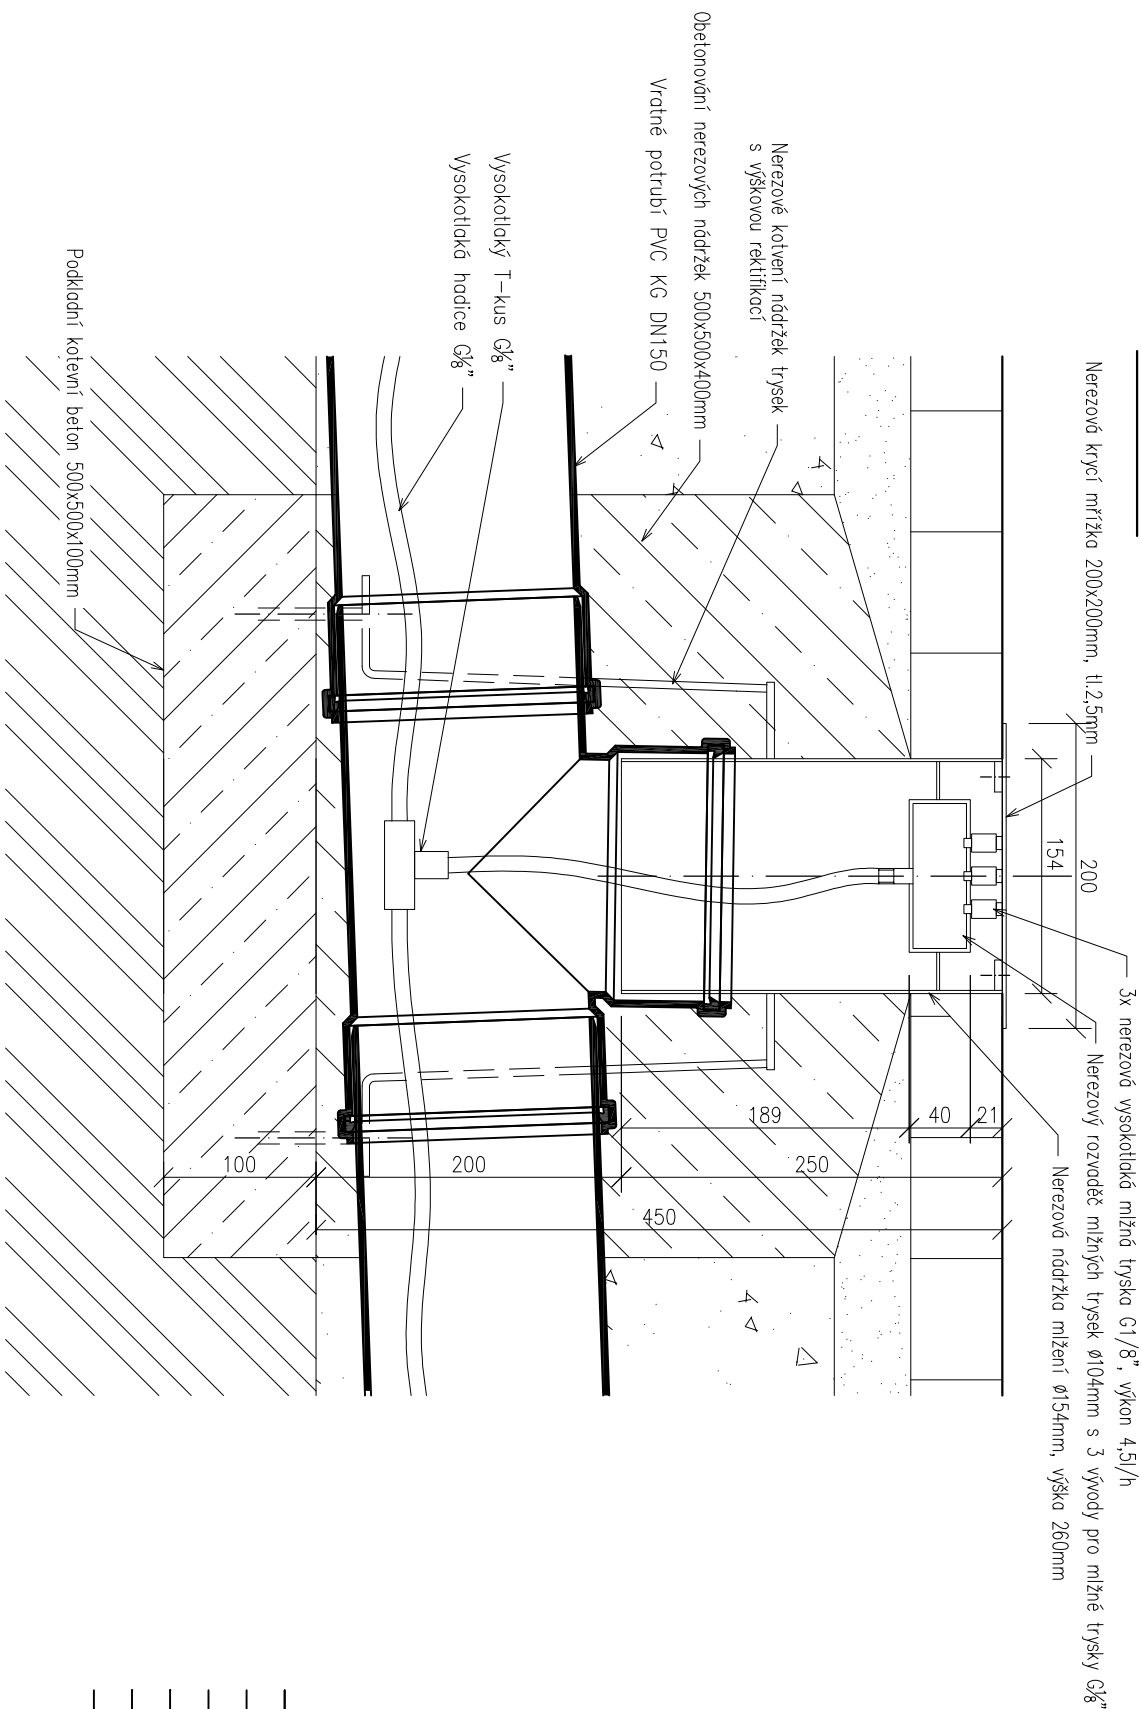 3x nerezová vysokotlaká mlžná tryska G1/8", výkon 4,5l/h
Nerezový rozvaděč mlžných trysek ø104mm s 3 vývody pro mlžné trysky G⅛"
Nerezová nádržka mlžení ø154mm, výška 260mm
Nerezová krycí mřížka 200x200mm, tl.2,5mm
200
154
21
40
189
250
200
100
450
Nerezové kotvení nádržek trysek
s výškovou rektifikací
Obetonování nerezových nádržek 500x500x400mm
Vratné potrubí PVC KG DN150
Vysokotlaký T-kus G⅛"
Vysokotlaká hadice G⅛"
Podkladní kotevní beton 500x500x100mm